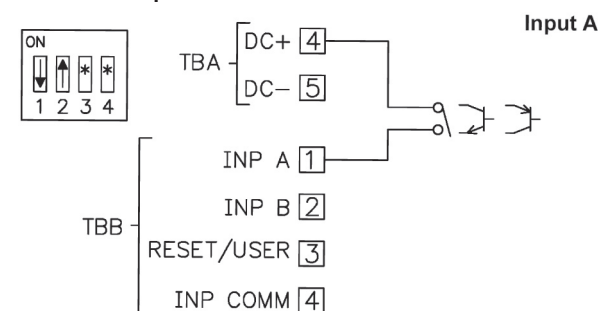 Input A
ON
* *
1 2 3 4
TBA
DC+ 4
DC- 5
INP A 1
INP B 2
TBB
RESET/USER 3
INP COMM 4